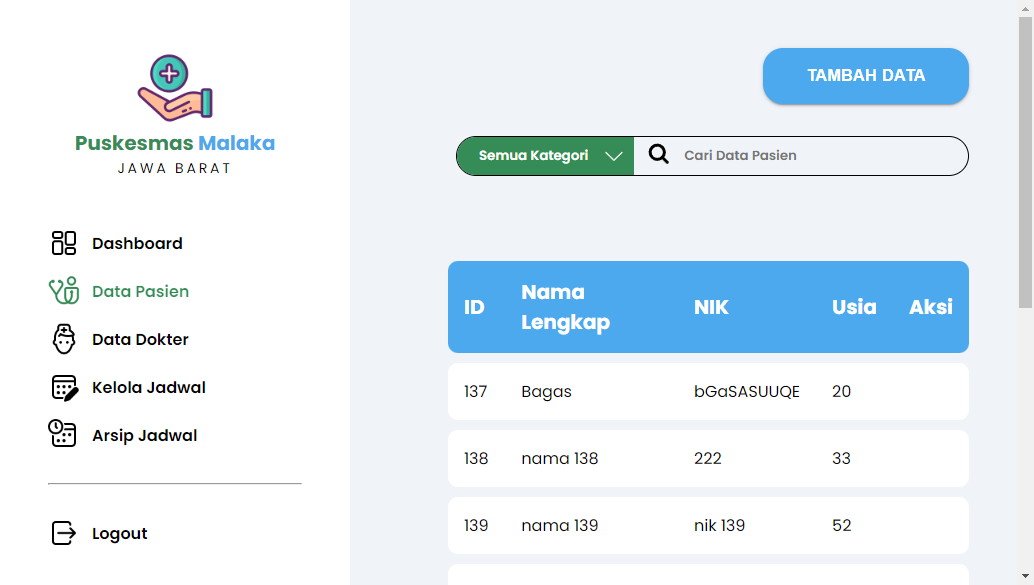 Puskesmas Malaka
JAWA BARAT
Dashboard
Data Pasien
Data Dokter
Kelola Jadwal
Arsip Jadwal
Logout
TAMBAH DATA
Semua Kategori
Cari Data Pasien
ID Nama Lengkap NIK Usia Aksi
137 Bagas bGaSASUUQE 20
138 nama 138 222 33
139 nama 139 nik 139 52